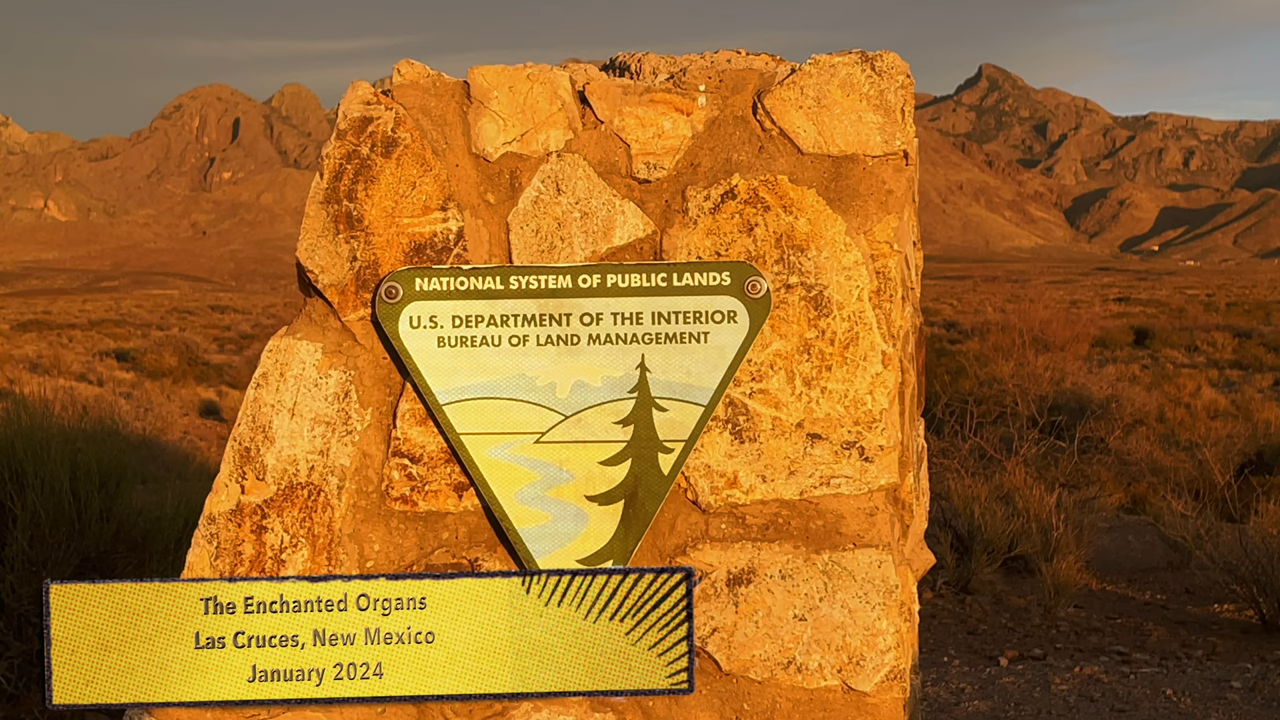 NATIONAL SYSTEM OF PUBLIC LANDS
U.S. DEPARTMENT OF THE INTERIOR
BUREAU OF LAND MANAGEMENT
The Enchanted Organs
Las Cruces, New Mexico
January 2024